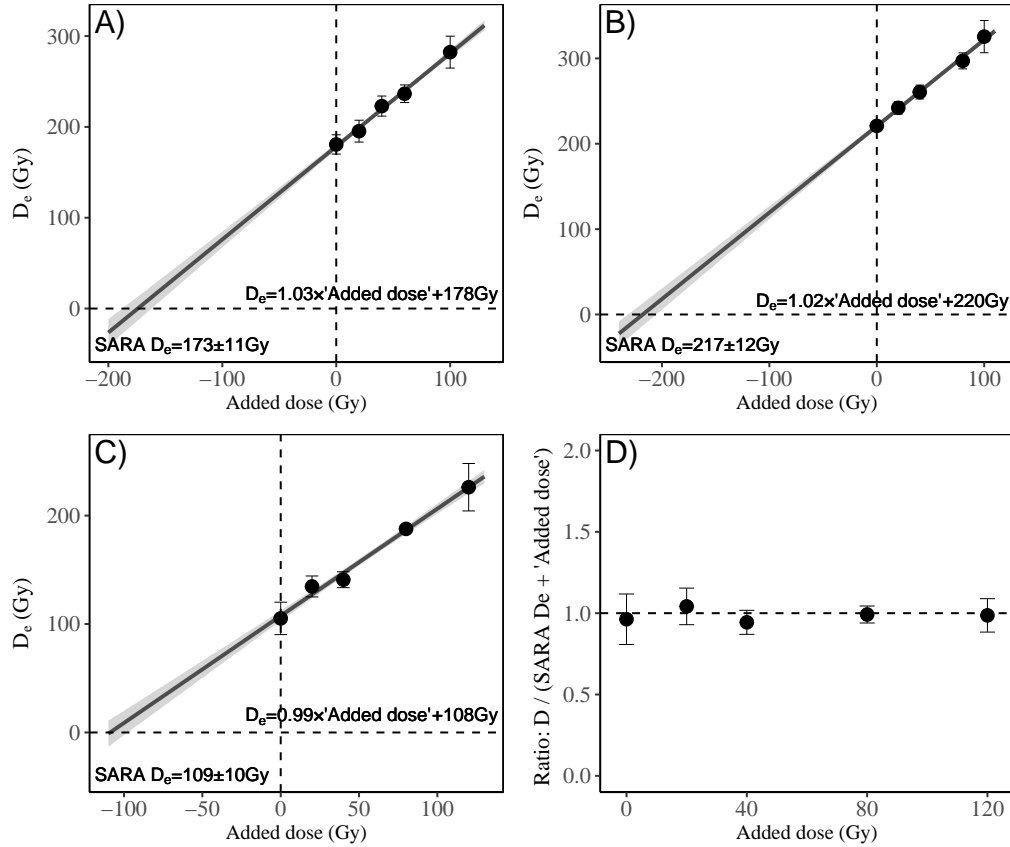 A)
300
200
100
0
Dₑ (Gy)
Dₑ=1.03×'Added dose'+178Gy
SARA Dₑ=173±11Gy
−200 −100 0 100
Added dose (Gy)
B)
300
200
100
0
Dₑ (Gy)
Dₑ=1.02×'Added dose'+220Gy
SARA Dₑ=217±12Gy
−200 −100 0 100
Added dose (Gy)
C)
200
100
0
Dₑ (Gy)
Dₑ=0.99×'Added dose'+108Gy
SARA Dₑ=109±10Gy
−100 −50 0 50 100
Added dose (Gy)
D)
2.0
1.5
1.0
0.5
0.0
Ratio: D / (SARA De + 'Added dose')
0 40 80 120
Added dose (Gy)